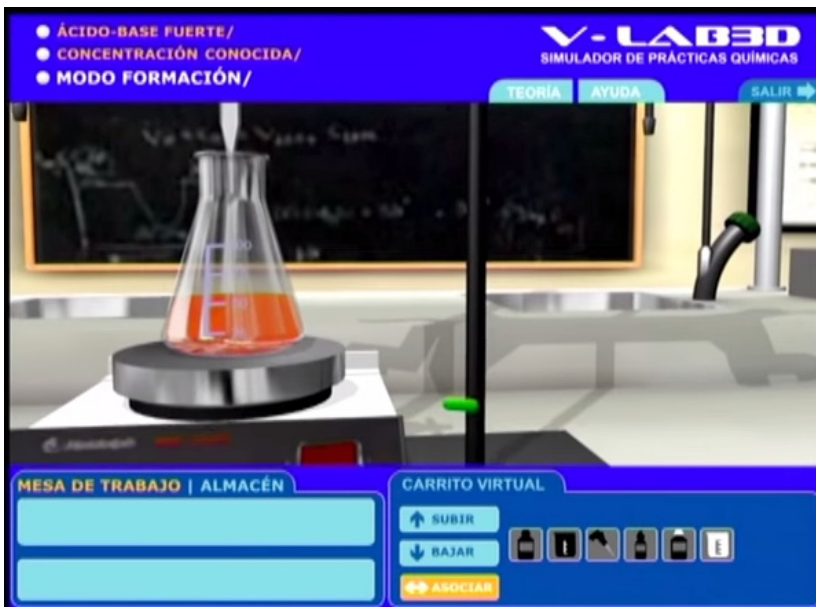 ÁCIDO-BASE FUERTE/
CONCENTRACIÓN CONOCIDA/
MODO FORMACIÓN/
V-LAB3D
SIMULADOR DE PRÁCTICAS QUÍMICAS
TEORÍA AYUDA SALIR
MESA DE TRABAJO | ALMACÉN
CARRITO VIRTUAL
SUBIR
BAJAR
ASOCIAR